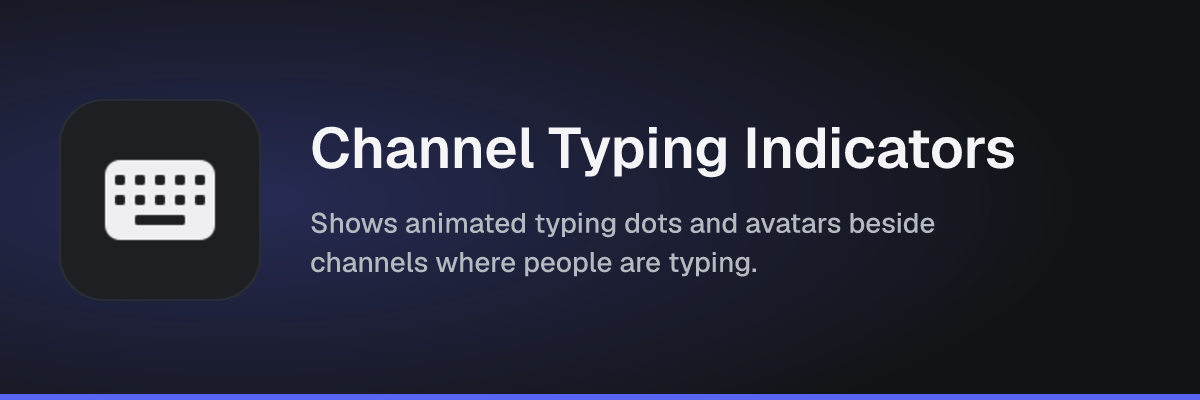 Channel Typing Indicators
Shows animated typing dots and avatars beside
channels where people are typing.